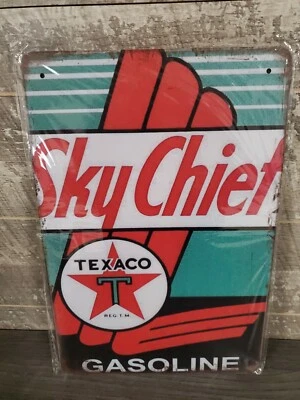 Sky Chief
TEXACO
T
REG. T.M.
GASOLINE